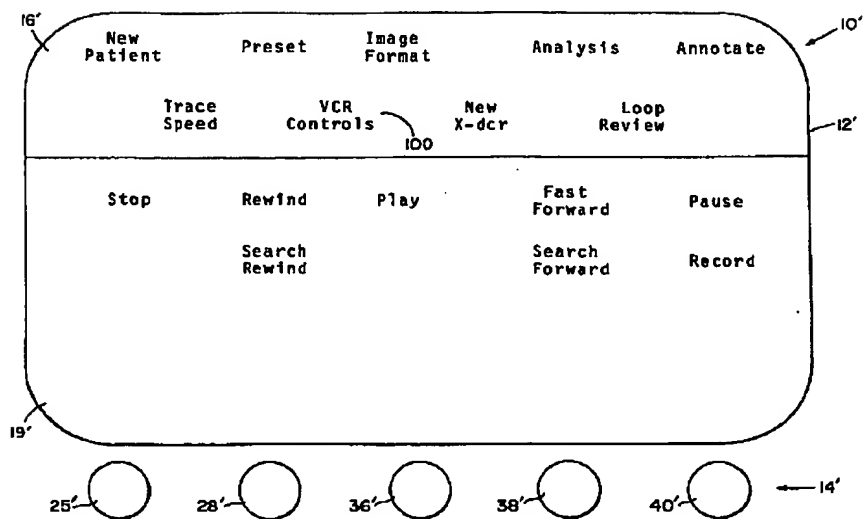 16' 10'
New Preset Image Analysis Annotate
Patient Format
Trace VCR New Loop
Speed Controls X-dcr Review
100
12'
Stop Rewind Play Fast Pause
Forward
Search Search Record
Rewind Forward
19'
25' 28' 36' 38' 40' 14'